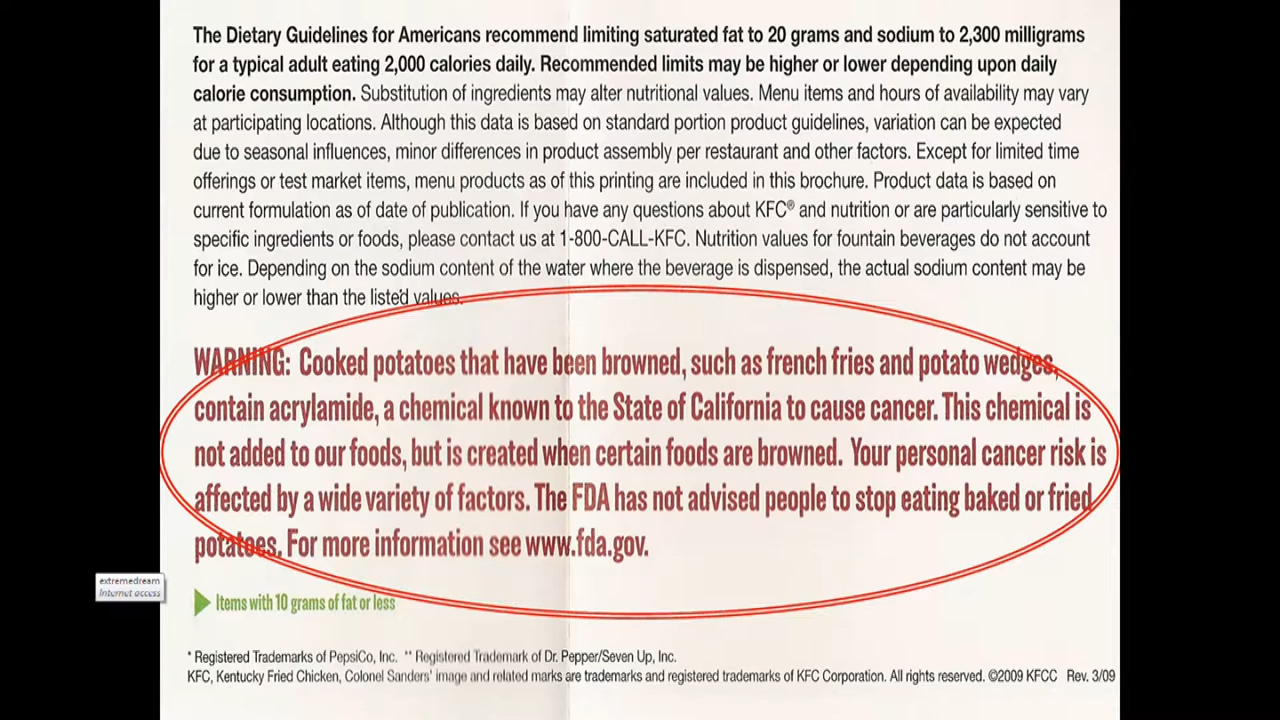 The Dietary Guidelines for Americans recommend limiting saturated fat to 20 grams and sodium to 2,300 milligrams
for a typical adult eating 2,000 calories daily. Recommended limits may be higher or lower depending upon daily
calorie consumption. Substitution of ingredients may alter nutritional values. Menu items and hours of availability may vary
at participating locations. Although this data is based on standard portion product guidelines, variation can be expected
due to seasonal influences, minor differences in product assembly per restaurant and other factors. Except for limited time
offerings or test market items, menu products as of this printing are included in this brochure. Product data is based on
current formulation as of date of publication. If you have any questions about KFC® and nutrition or are particularly sensitive to
specific ingredients or foods, please contact us at 1-800-CALL-KFC. Nutrition values for fountain beverages do not account
for ice. Depending on the sodium content of the water where the beverage is dispensed, the actual sodium content may be
higher or lower than the listed values.
WARNING: Cooked potatoes that have been browned, such as french fries and potato wedges,
contain acrylamide, a chemical known to the State of California to cause cancer. This chemical is
not added to our foods, but is created when certain foods are browned. Your personal cancer risk is
affected by a wide variety of factors. The FDA has not advised people to stop eating baked or fried
potatoes. For more information see www.fda.gov.
extremedream
Internet access
Items with 10 grams of fat or less
* Registered Trademarks of PepsiCo, Inc. ** Registered Trademark of Dr. Pepper/Seven Up, Inc.
KFC, Kentucky Fried Chicken, Colonel Sanders' image and related marks are trademarks and registered trademarks of KFC Corporation. All rights reserved. ©2009 KFCC Rev. 3/09